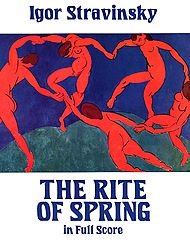 Igor Stravinsky
THE RITE
OF SPRING
in Full Score